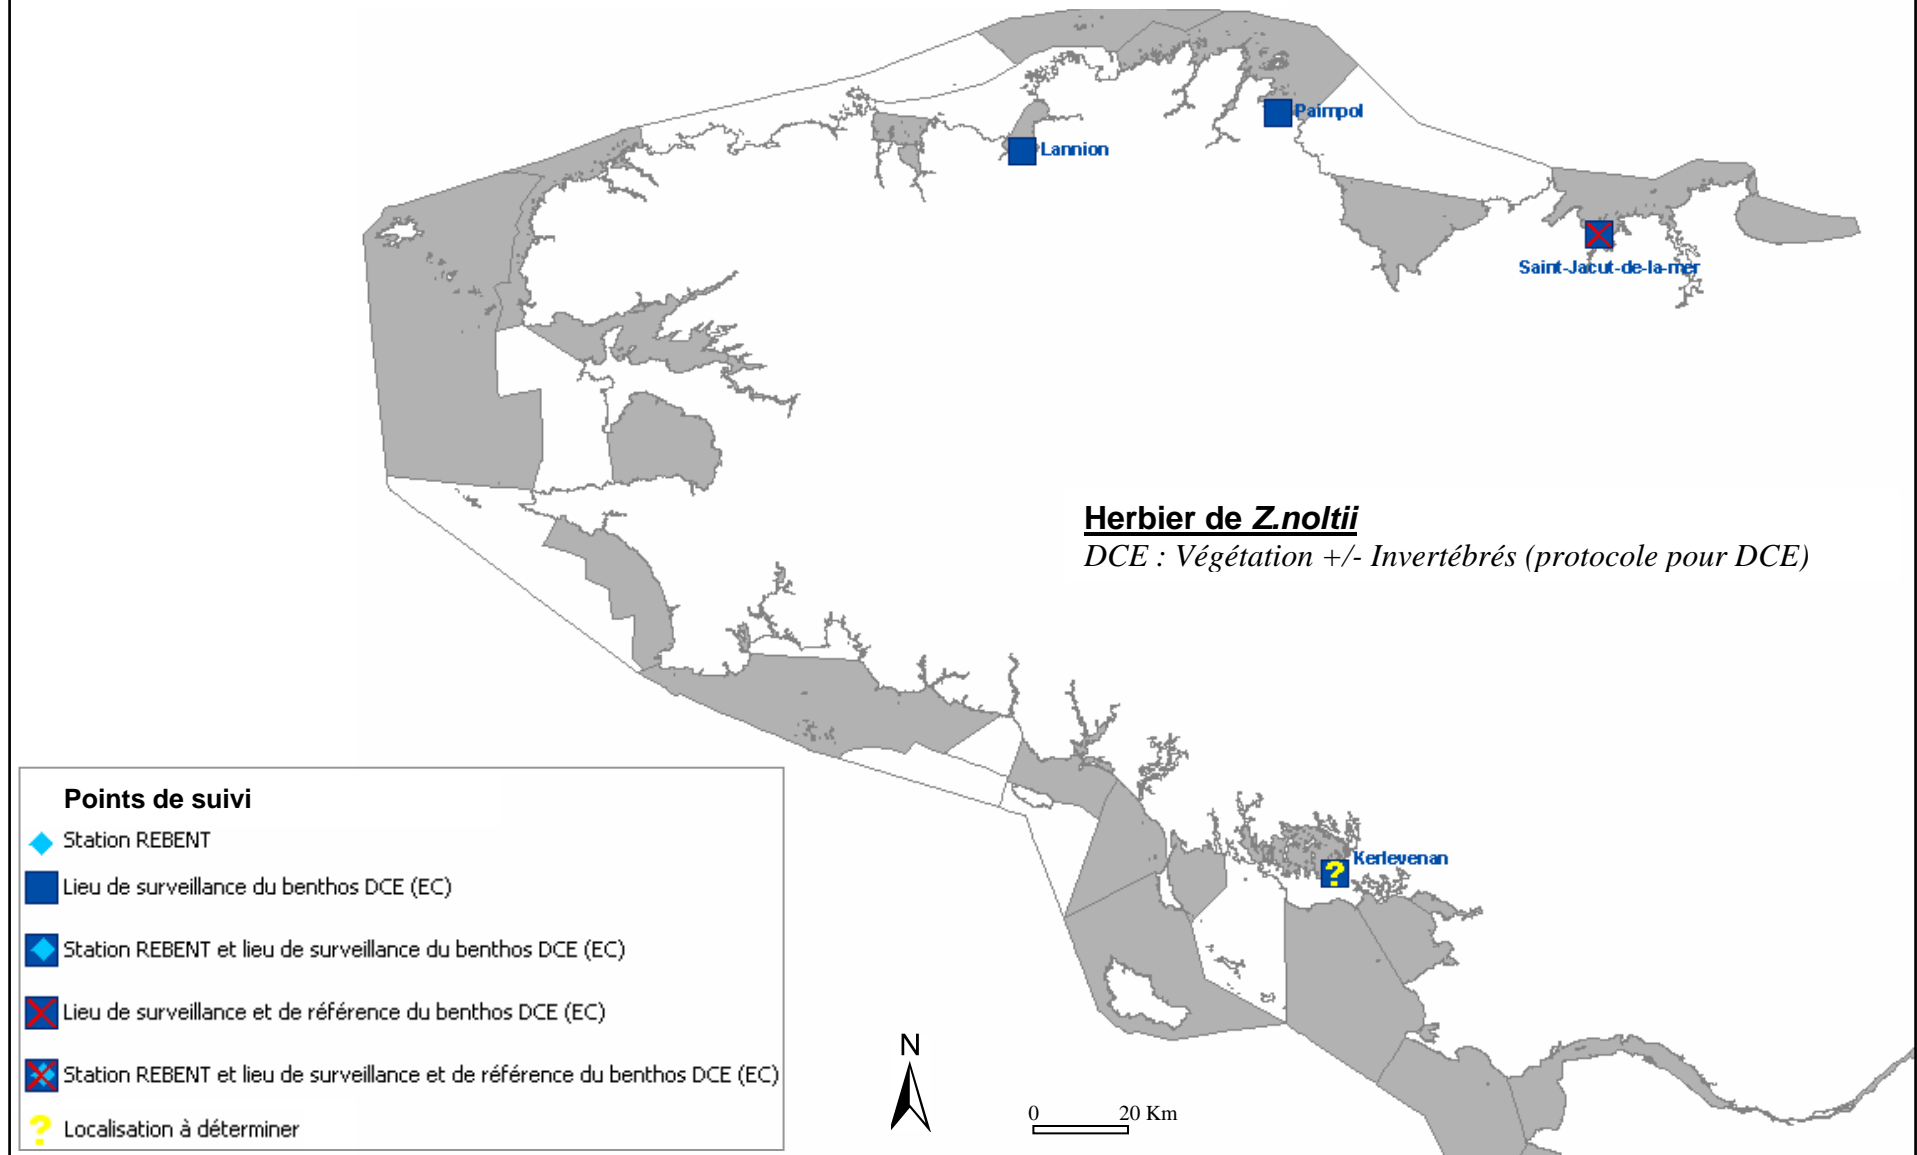 Paimpol
Lannion
Saint-Jacut-de-la-mer
Herbier de Z.noltii
DCE : Végétation +/- Invertébrés (protocole pour DCE)
Kerlevenan
Points de suivi
Station REBENT
Lieu de surveillance du benthos DCE (EC)
Station REBENT et lieu de surveillance du benthos DCE (EC)
Lieu de surveillance et de référence du benthos DCE (EC)
Station REBENT et lieu de surveillance et de référence du benthos DCE (EC)
? Localisation à déterminer
?
N
0 20 Km